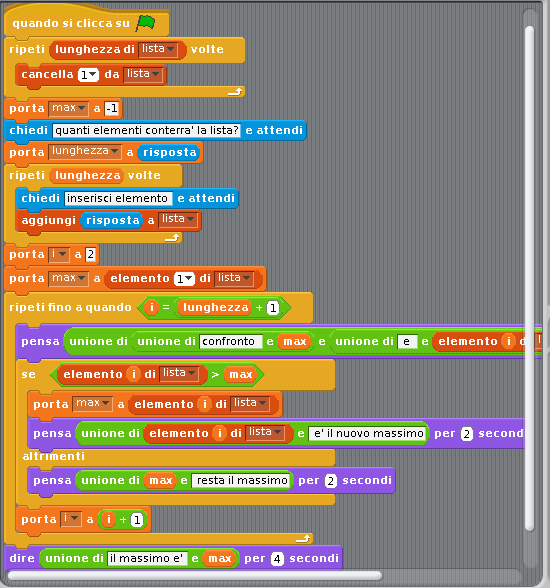 quando si clicca su
ripeti lunghezza di lista volte
cancella 1 da lista
porta max a -1
chiedi quanti elementi conterra' la lista? e attendi
porta lunghezza a risposta
ripeti lunghezza volte
chiedi inserisci elemento e attendi
aggiungi risposta a lista
porta i a 2
porta max a elemento 1 di lista
ripeti fino a quando i = lunghezza + 1
pensa unione di unione di confronto e max e unione di e e elemento i d
se elemento i di lista > max
porta max a elemento i di lista
pensa unione di elemento i di lista e e' il nuovo massimo per 2 second
altrimenti
pensa unione di max e resta il massimo per 2 secondi
porta i a i + 1
dire unione di il massimo e' e max per 4 secondi